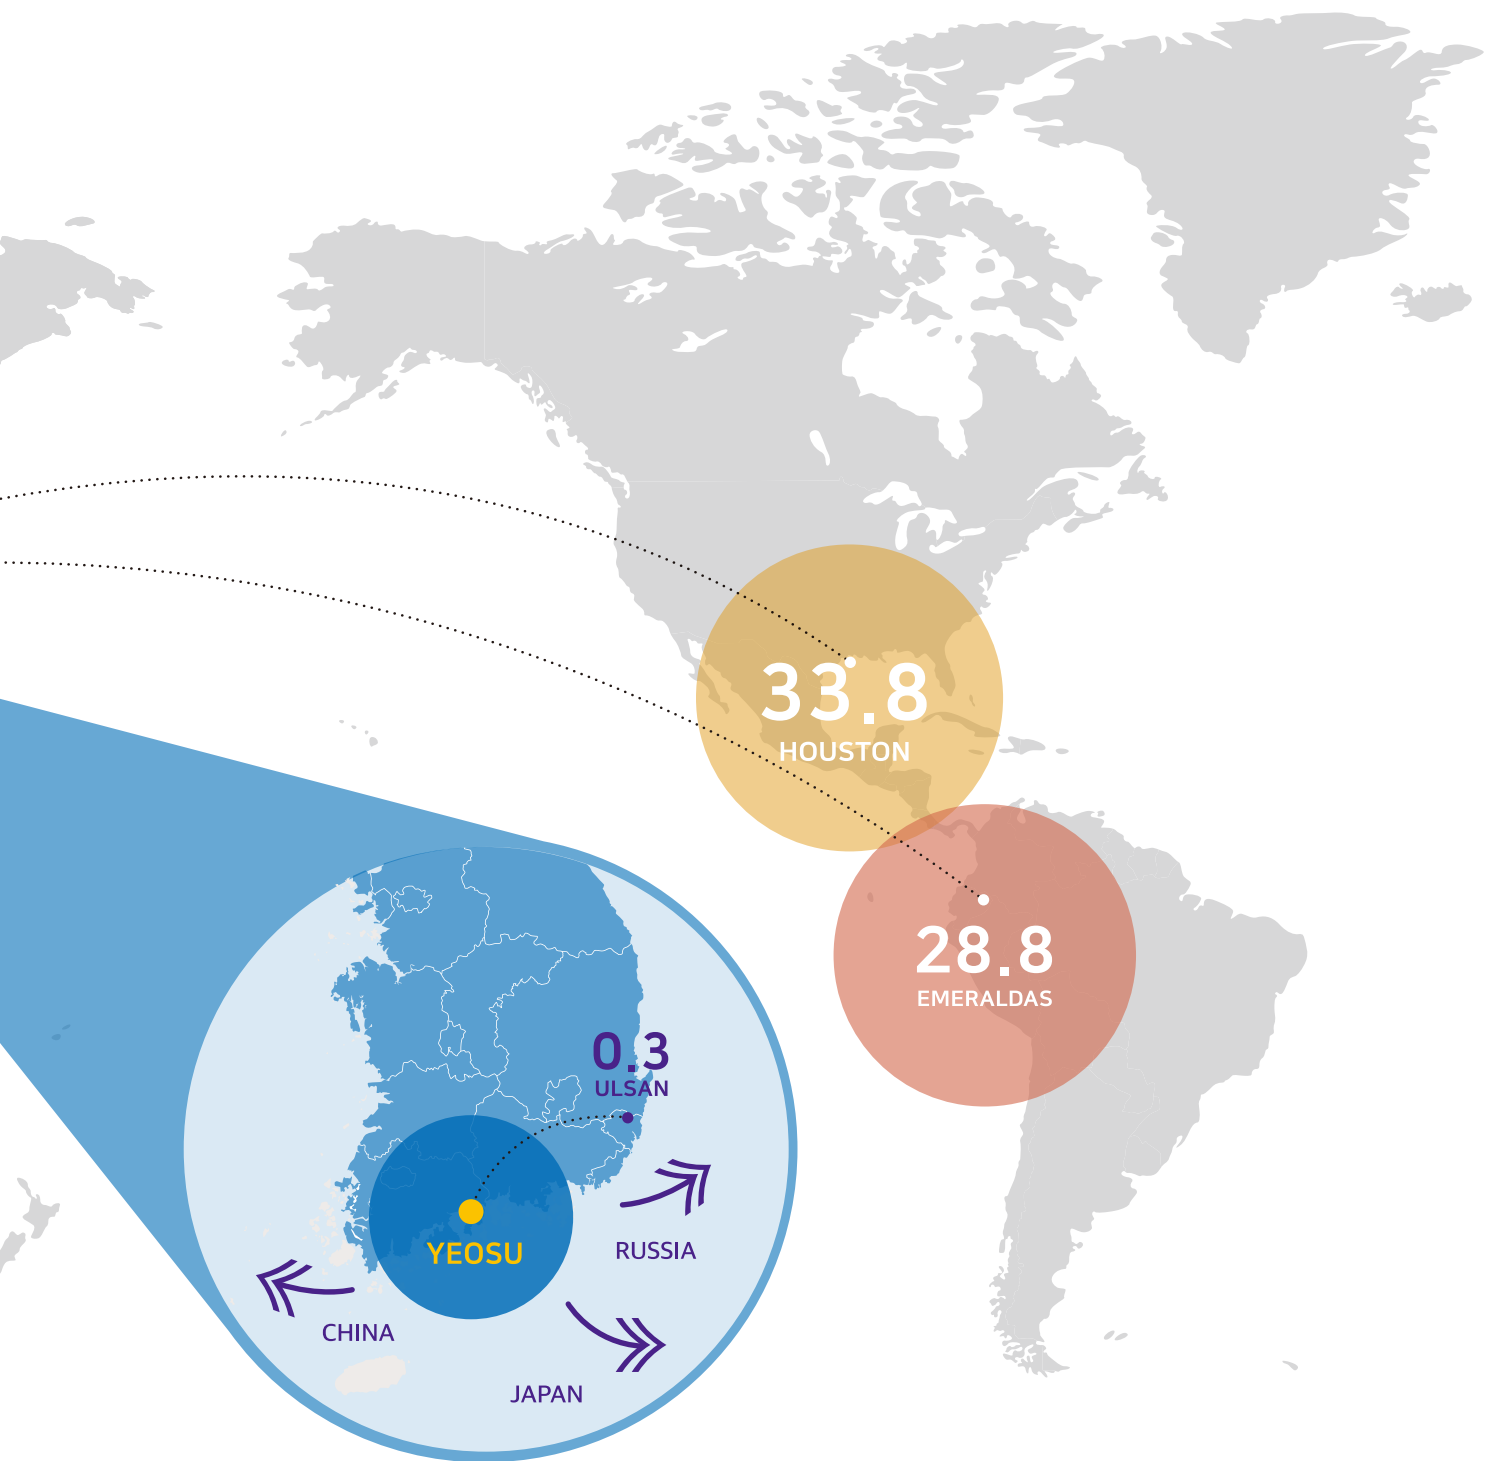 33.8
HOUSTON
28.8
EMERALDAS
0.3
ULSAN
YEOSU
RUSSIA
CHINA
JAPAN